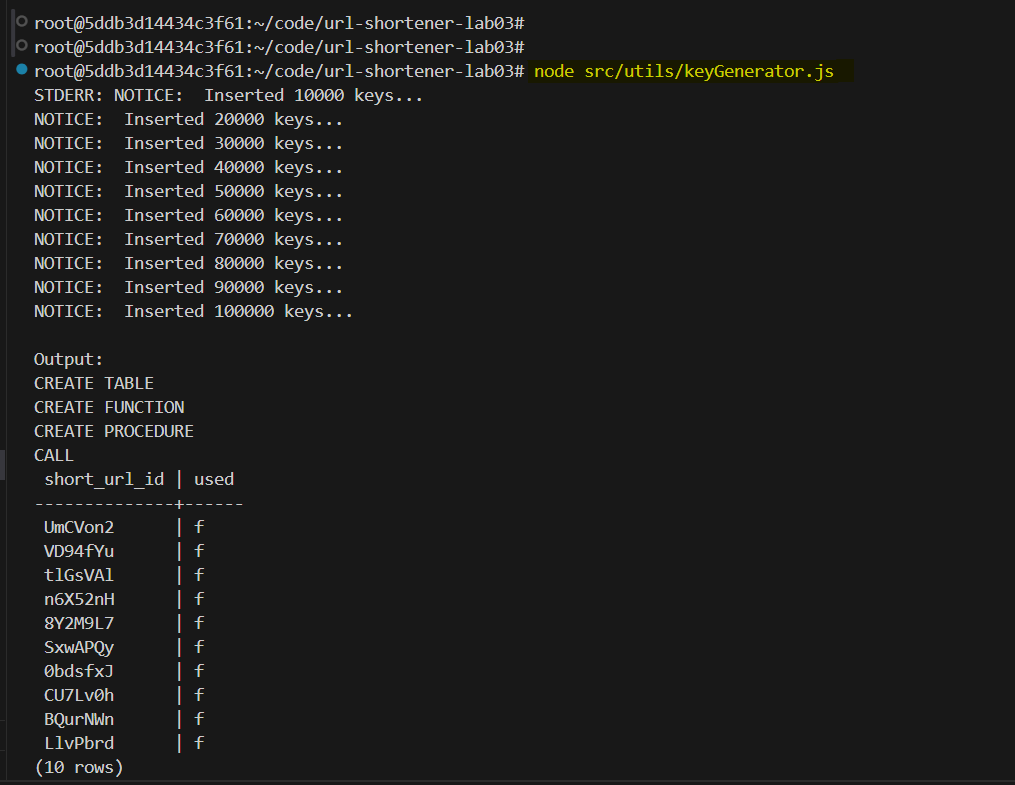 root@5ddb3d14434c3f61:~/code/url-shortener-lab03#
root@5ddb3d14434c3f61:~/code/url-shortener-lab03#
root@5ddb3d14434c3f61:~/code/url-shortener-lab03# node src/utils/keyGenerator.js
STDERR: NOTICE:  Inserted 10000 keys...
NOTICE:  Inserted 20000 keys...
NOTICE:  Inserted 30000 keys...
NOTICE:  Inserted 40000 keys...
NOTICE:  Inserted 50000 keys...
NOTICE:  Inserted 60000 keys...
NOTICE:  Inserted 70000 keys...
NOTICE:  Inserted 80000 keys...
NOTICE:  Inserted 90000 keys...
NOTICE:  Inserted 100000 keys...
Output:
CREATE TABLE
CREATE FUNCTION
CREATE PROCEDURE
CALL
 short_url_id | used
--------------+------
 UmCVon2      | f
 VD94fYu      | f
 tlGsVAl      | f
 n6X52nH      | f
 8Y2M9L7      | f
 SxwAPQy      | f
 0bdsfxJ      | f
 CU7Lv0h      | f
 BQurNWn      | f
 LlvPbrd      | f
(10 rows)